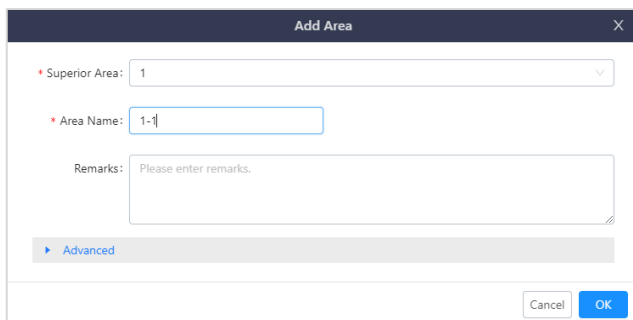 Add Area
X
* Superior Area: 1
* Area Name: 1-1
Remarks: Please enter remarks.
Advanced
Cancel OK